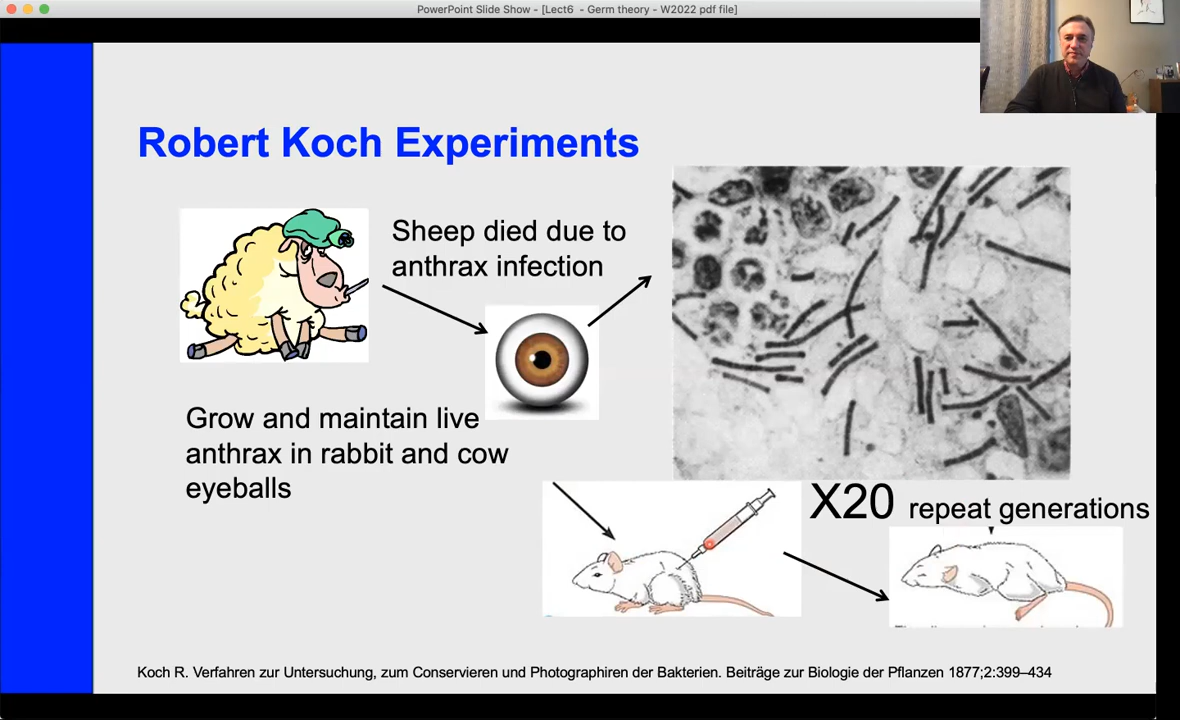 PowerPoint Slide Show - [Lect6 - Germ theory - W2022 pdf file]
Robert Koch Experiments
Sheep died due to
anthrax infection
Grow and maintain live
anthrax in rabbit and cow
eyeballs
X20 repeat generations
Koch R. Verfahren zur Untersuchung, zum Conservieren und Photographiren der Bakterien. Beiträge zur Biologie der Pflanzen 1877;2:399–434